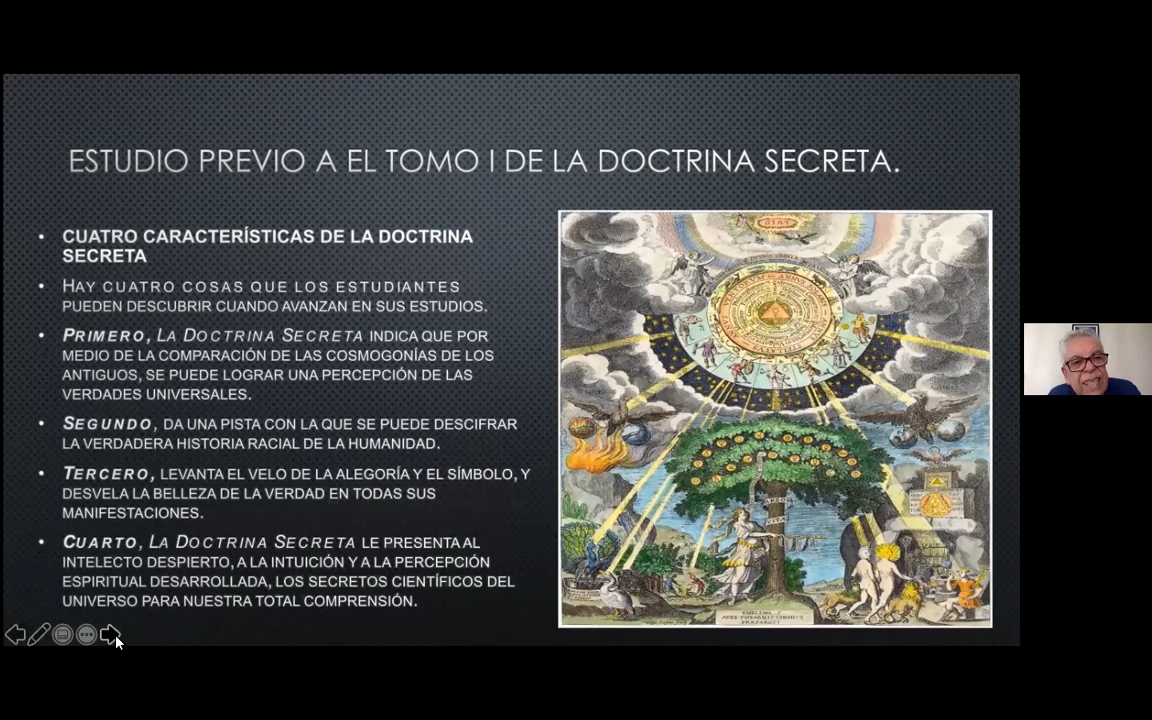 ESTUDIO PREVIO A EL TOMO I DE LA DOCTRINA SECRETA.
• CUATRO CARACTERÍSTICAS DE LA DOCTRINA
SECRETA
• HAY CUATRO COSAS QUE LOS ESTUDIANTES
PUEDEN DESCUBRIR CUANDO AVANZAN EN SUS ESTUDIOS.
• PRIMERO, LA DOCTRINA SECRETA INDICA QUE POR
MEDIO DE LA COMPARACIÓN DE LAS COSMOGONÍAS DE LOS
ANTIGUOS, SE PUEDE LOGRAR UNA PERCEPCIÓN DE LAS
VERDADES UNIVERSALES.
• SEGUNDO, DA UNA PISTA CON LA QUE SE PUEDE DESCIFRAR
LA VERDADERA HISTORIA RACIAL DE LA HUMANIDAD.
• TERCERO, LEVANTA EL VELO DE LA ALEGORÍA Y EL SÍMBOLO, Y
DESVELA LA BELLEZA DE LA VERDAD EN TODAS SUS
MANIFESTACIONES.
• CUARTO, LA DOCTRINA SECRETA LE PRESENTA AL
INTELECTO DESPIERTO, A LA INTUICIÓN Y A LA PERCEPCIÓN
ESPIRITUAL DESARROLLADA, LOS SECRETOS CIENTÍFICOS DEL
UNIVERSO PARA NUESTRA TOTAL COMPRENSIÓN.
ARBOR
VITÆ